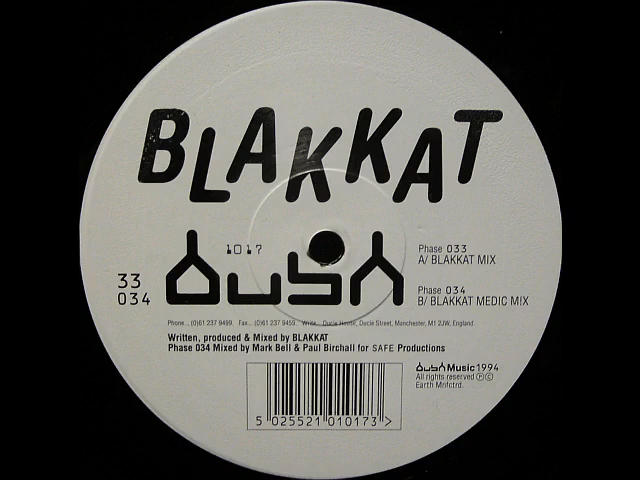 BLAKKAT
1017
bush
33
034
Phase 033
A/ BLAKKAT MIX
Phase 034
B/ BLAKKAT MEDIC MIX
Phone... (0)61 237 9499. Fax... (0)61 237 9459. Write... Ducie House, Ducie Street, Manchester, M1 2JW, England
Written, produced & Mixed by BLAKKAT
Phase 034 Mixed by Mark Bell & Paul Birchall for SAFE Productions
bush Music 1994
All rights reserved Ⓟ Ⓒ
Earth Mnfctrd.
5 025521 010173 >